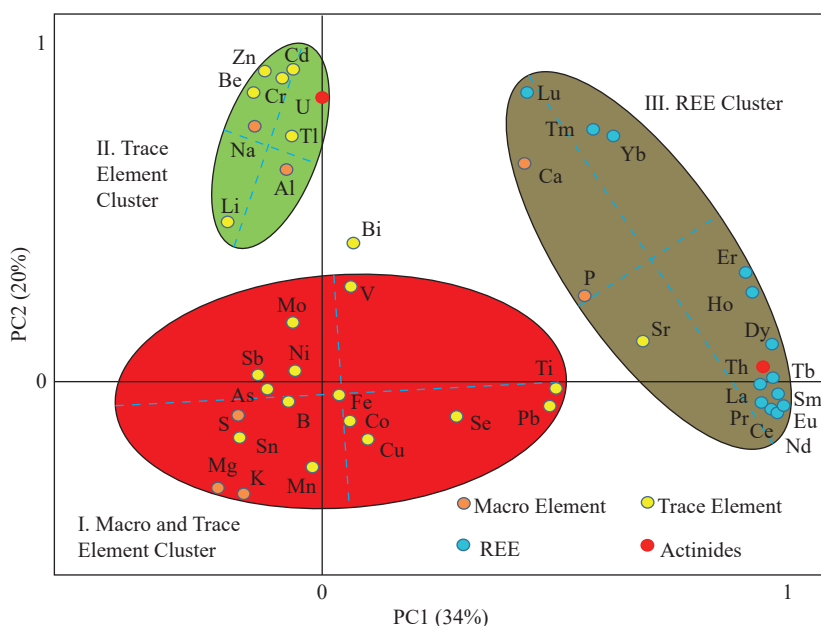 1
Zn
Cd
Be
Cr
U
Lu
III. REE Cluster
Tm
Yb
II. Trace
Element
Cluster
Na
Tl
Al
Ca
Li
Bi
Er
P
Ho
V
Mo
Sr
Dy
PC2 (20%)
Sb
Ni
Ti
Th
Tb
0
As
Fe
La
Sm
S
B
Co
Se
Pb
Pr
Eu
Sn
Cu
Ce
Nd
Mg
K
Mn
I. Macro and Trace
Element Cluster
Macro Element
Trace Element
REE
Actinides
0
1
PC1 (34%)